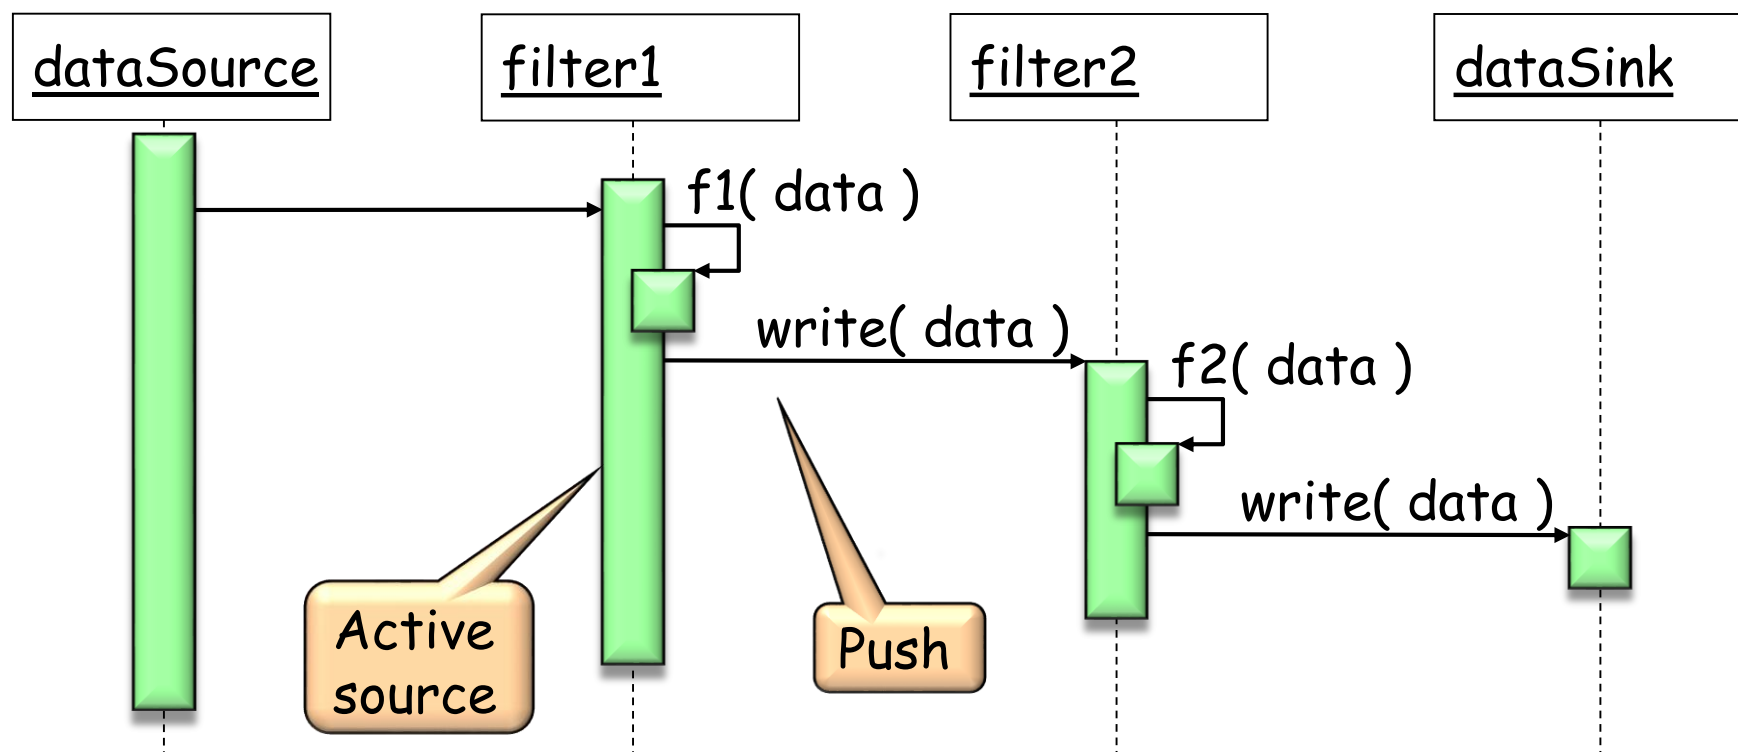 dataSource
filter1
filter2
dataSink
f1( data )
write( data )
f2( data )
write( data )
Active
source
Push